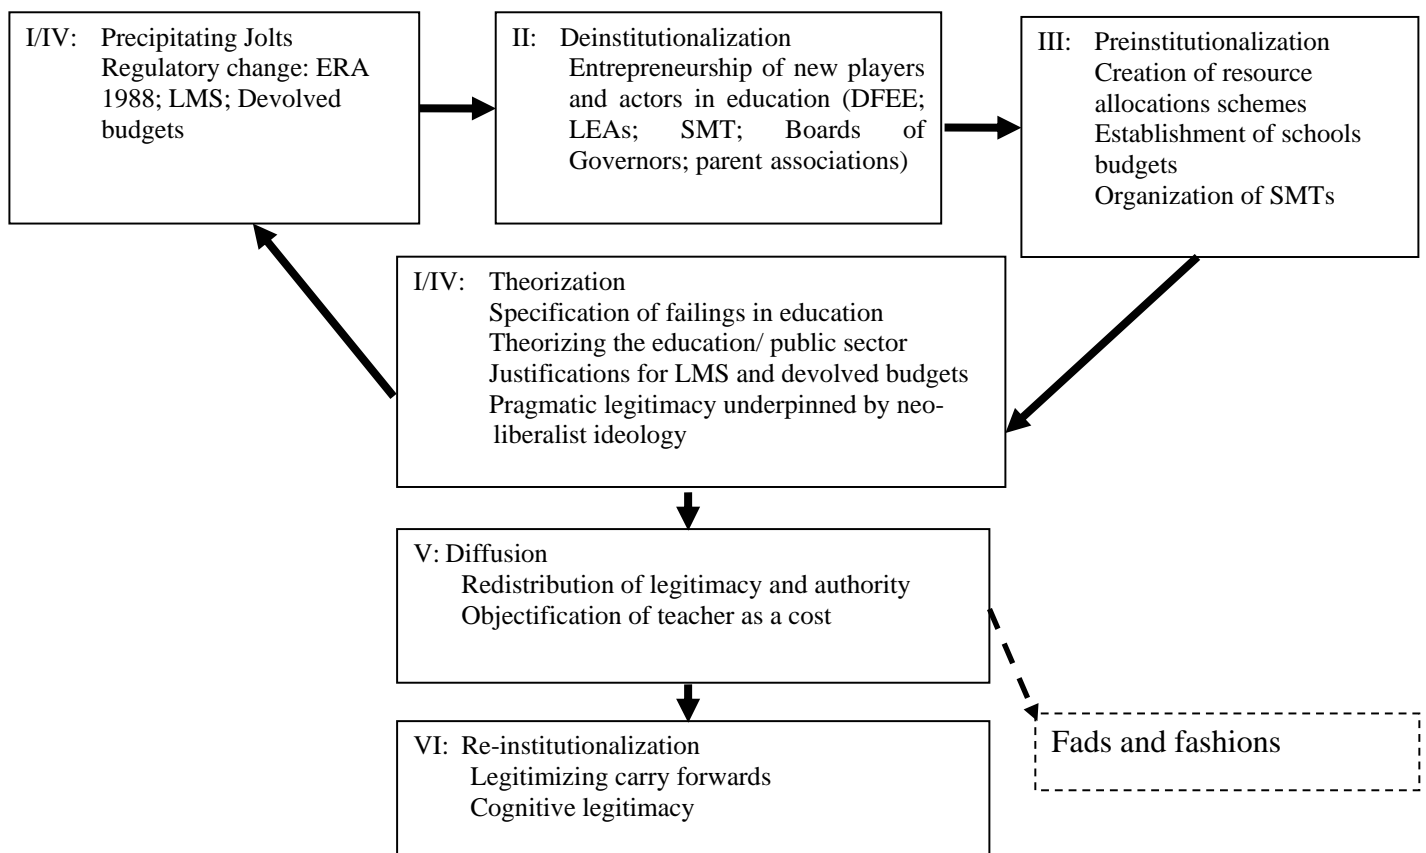 I/IV: Precipitating Jolts
Regulatory change: ERA
1988; LMS; Devolved
budgets
II: Deinstitutionalization
Entrepreneurship of new players
and actors in education (DFEE;
LEAs; SMT; Boards of
Governors; parent associations)
III: Preinstitutionalization
Creation of resource
allocations schemes
Establishment of schools
budgets
Organization of SMTs
I/IV: Theorization
Specification of failings in education
Theorizing the education/ public sector
Justifications for LMS and devolved budgets
Pragmatic legitimacy underpinned by neo-
liberalist ideology
V: Diffusion
Redistribution of legitimacy and authority
Objectification of teacher as a cost
VI: Re-institutionalization
Legitimizing carry forwards
Cognitive legitimacy
Fads and fashions